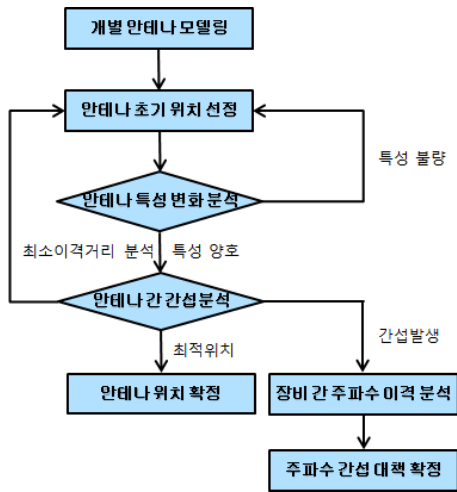 개별 안테나 모델링
안테나 초기 위치 선정
특성 불량
안테나 특성 변화 분석
최소이격거리 분석
특성 양호
안테나 간 간섭분석
최적위치
간섭발생
안테나 위치 확정
장비 간 주파수 이격 분석
주파수 간섭 대책 확정